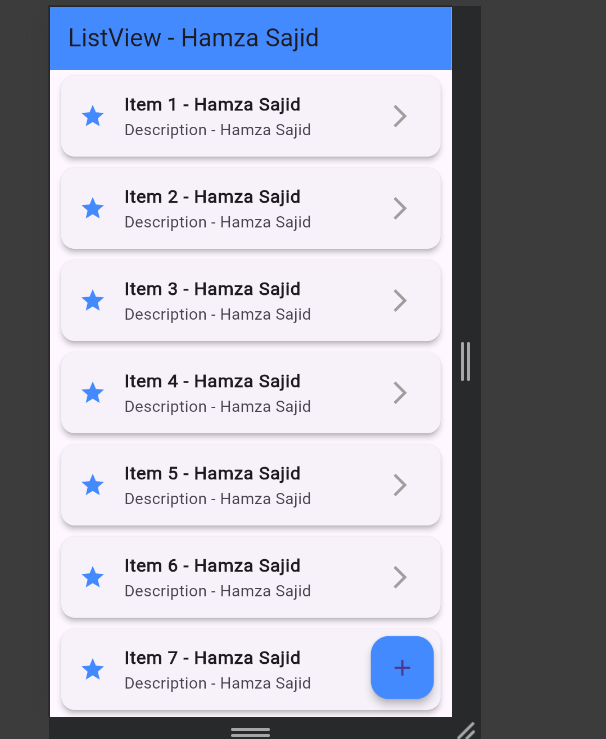 ListView - Hamza Sajid
Item 1 - Hamza Sajid
Description - Hamza Sajid
Item 2 - Hamza Sajid
Description - Hamza Sajid
Item 3 - Hamza Sajid
Description - Hamza Sajid
Item 4 - Hamza Sajid
Description - Hamza Sajid
Item 5 - Hamza Sajid
Description - Hamza Sajid
Item 6 - Hamza Sajid
Description - Hamza Sajid
Item 7 - Hamza Sajid
Description - Hamza Sajid